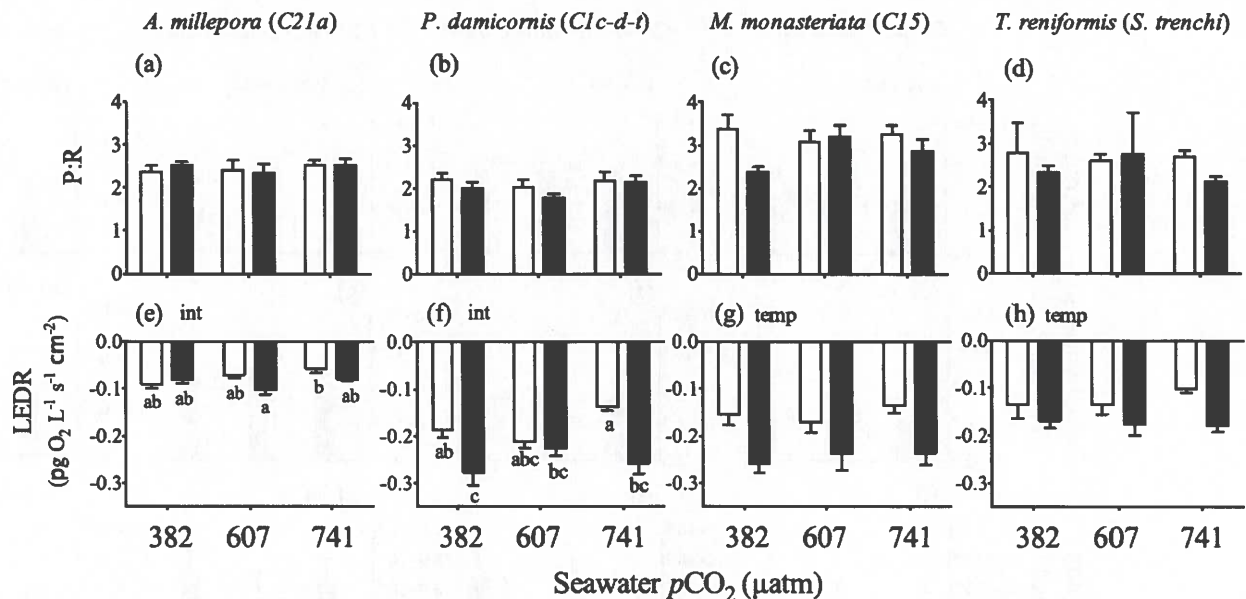 A. millepora (C21a) P. damicornis (C1c-d-t) M. monasteriata (C15) T. reniformis (S. trenchi)
(a) (b) (c) (d)
4 4 4 4
3 3 3 3
2 2 2 2
1 1 1 1
0 0 0 0
P:R
(e) int (f) int (g) temp (h) temp
0.0 0.0 0.0 0.0
-0.1 -0.1 -0.1 -0.1
-0.2 -0.2 -0.2 -0.2
-0.3 -0.3 -0.3 -0.3
ab ab ab a b ab
ab c abc bc a bc
LEDR
(pg O2 L-1 s-1 cm-2)
382 607 741 382 607 741 382 607 741 382 607 741
Seawater pCO2 (µatm)